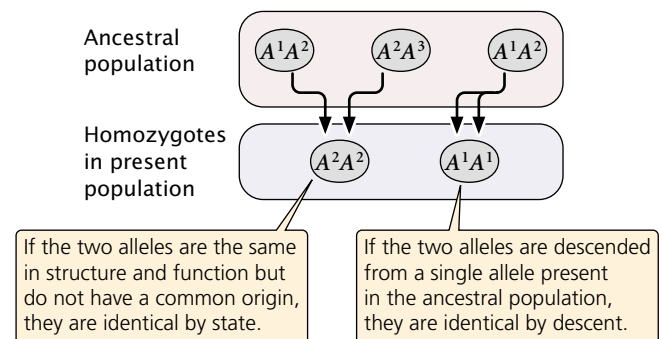 Ancestral
population
A¹A² A²A³ A¹A²
Homozygotes
in present
population
A²A² A¹A¹
If the two alleles are the same
in structure and function but
do not have a common origin,
they are identical by state.
If the two alleles are descended
from a single allele present
in the ancestral population,
they are identical by descent.